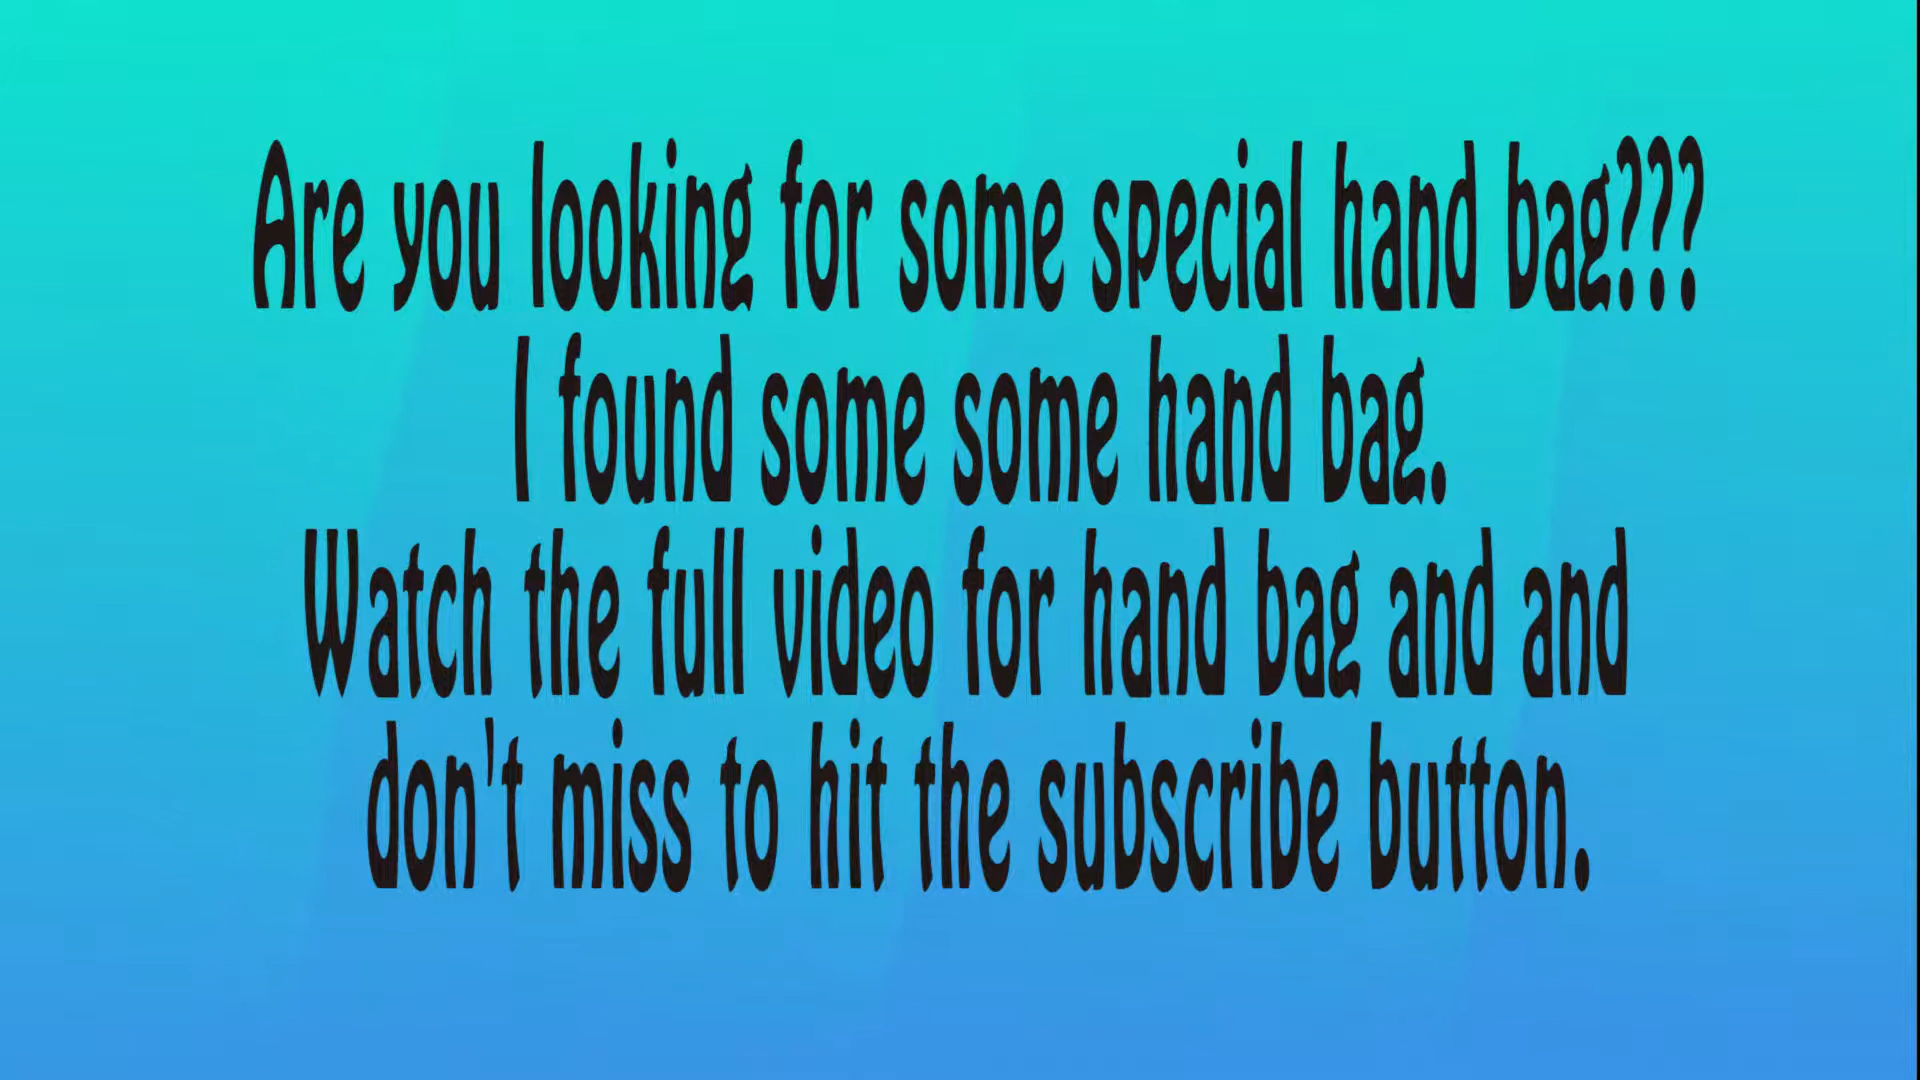 Are you looking for some special hand bag???
I found some some hand bag.
Watch the full video for hand bag and and
don't miss to hit the subscribe button.